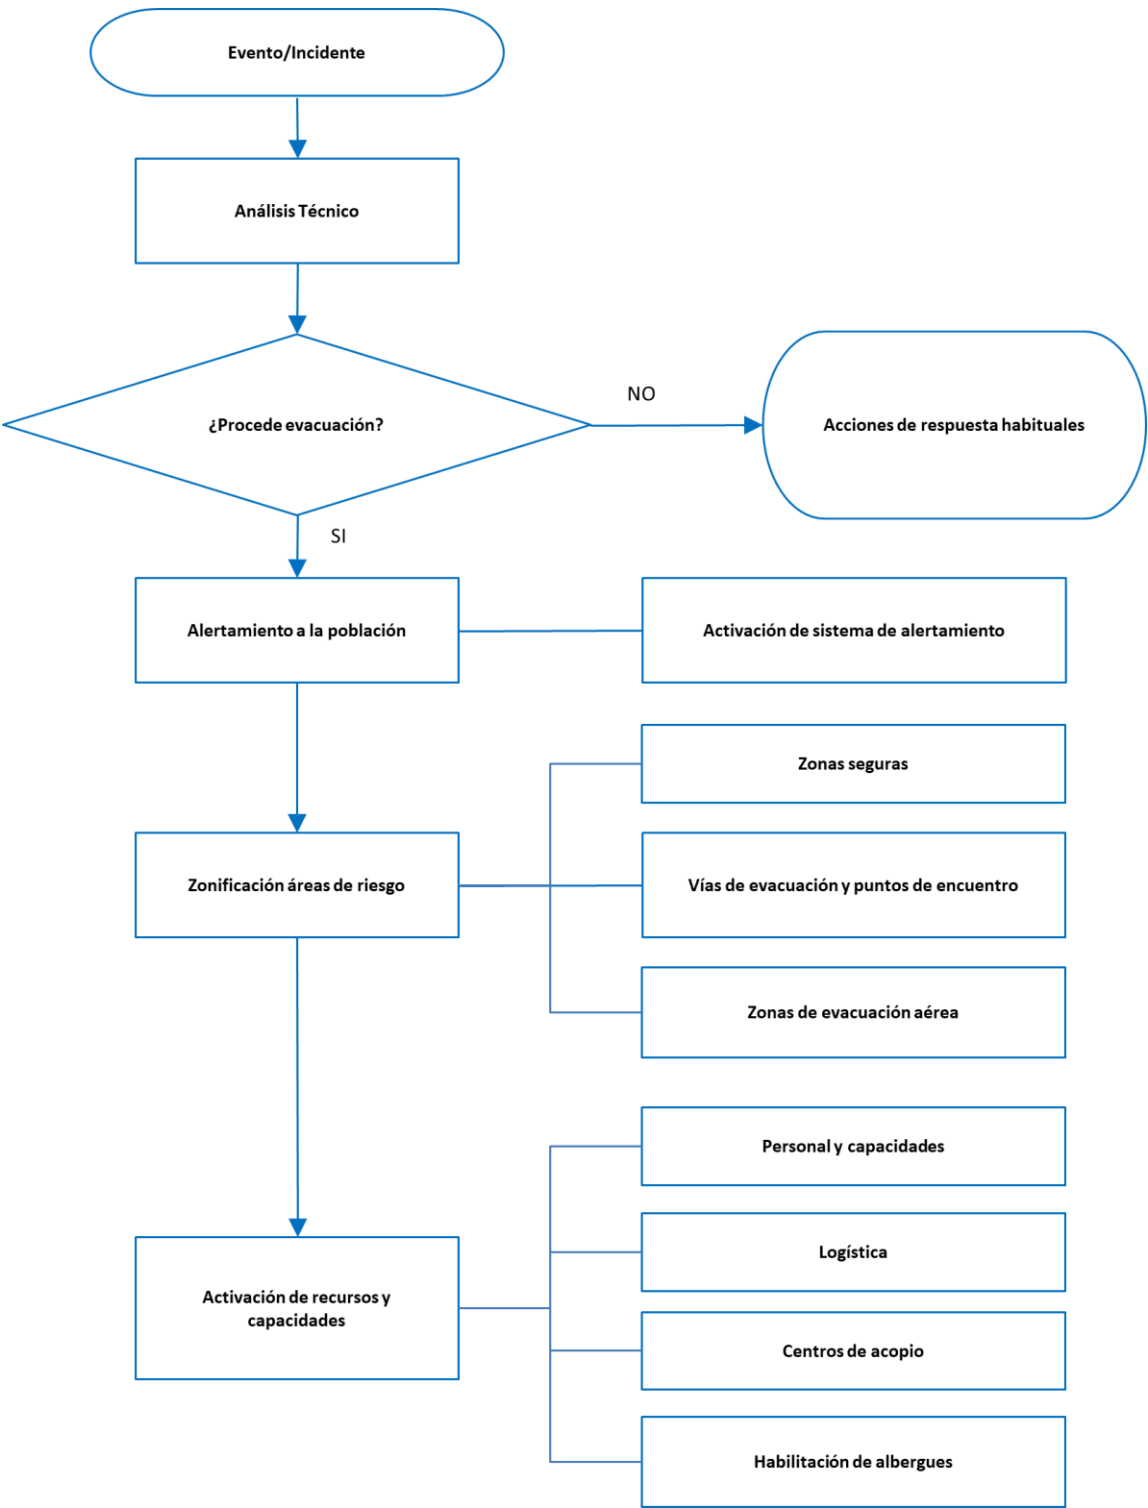 Evento/Incidente
Análisis Técnico
¿Procede evacuación?
NO
Acciones de respuesta habituales
SI
Alertamiento a la población
Activación de sistema de alertamiento
Zonas seguras
Zonificación áreas de riesgo
Vías de evacuación y puntos de encuentro
Zonas de evacuación aérea
Personal y capacidades
Logística
Activación de recursos y
capacidades
Centros de acopio
Habilitación de albergues